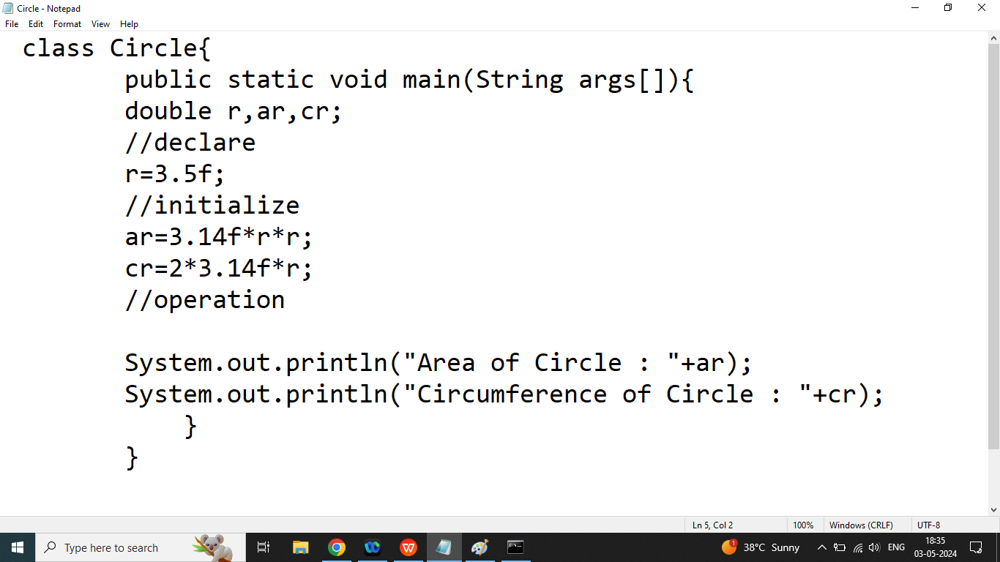 Circle - Notepad
File Edit Format View Help
class Circle{
public static void main(String args[]){
double r,ar,cr;
//declare
r=3.5f;
//initialize
ar=3.14f*r*r;
cr=2*3.14f*r;
//operation
System.out.println("Area of Circle : "+ar);
System.out.println("Circumference of Circle : "+cr);
}
}
Ln 5, Col 2 100% Windows (CRLF) UTF-8
Type here to search 1 38°C Sunny ENG 18:35
03-05-2024